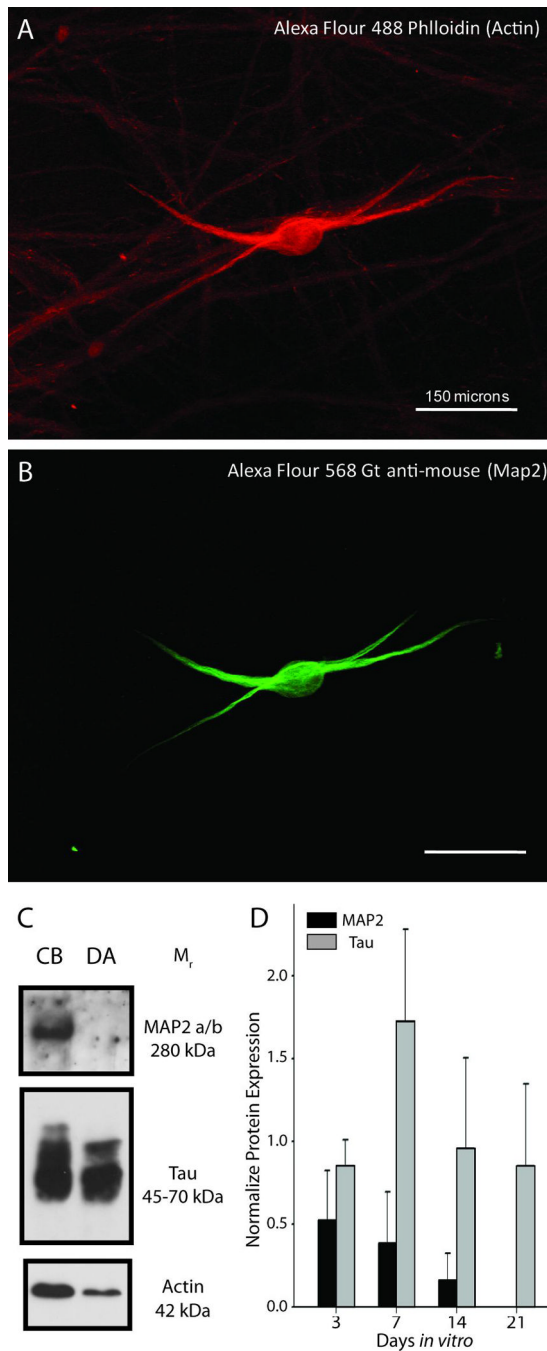 A
Alexa Flour 488 Phlloidin (Actin)
150 microns
B
Alexa Flour 568 Gt anti-mouse (Map2)
C
CB DA Mr
MAP2 a/b
280 kDa
Tau
45-70 kDa
Actin
42 kDa
D
MAP2
Tau
Normalize Protein Expression
2.0
1.5
1.0
0.5
0.0
3 7 14 21
Days in vitro